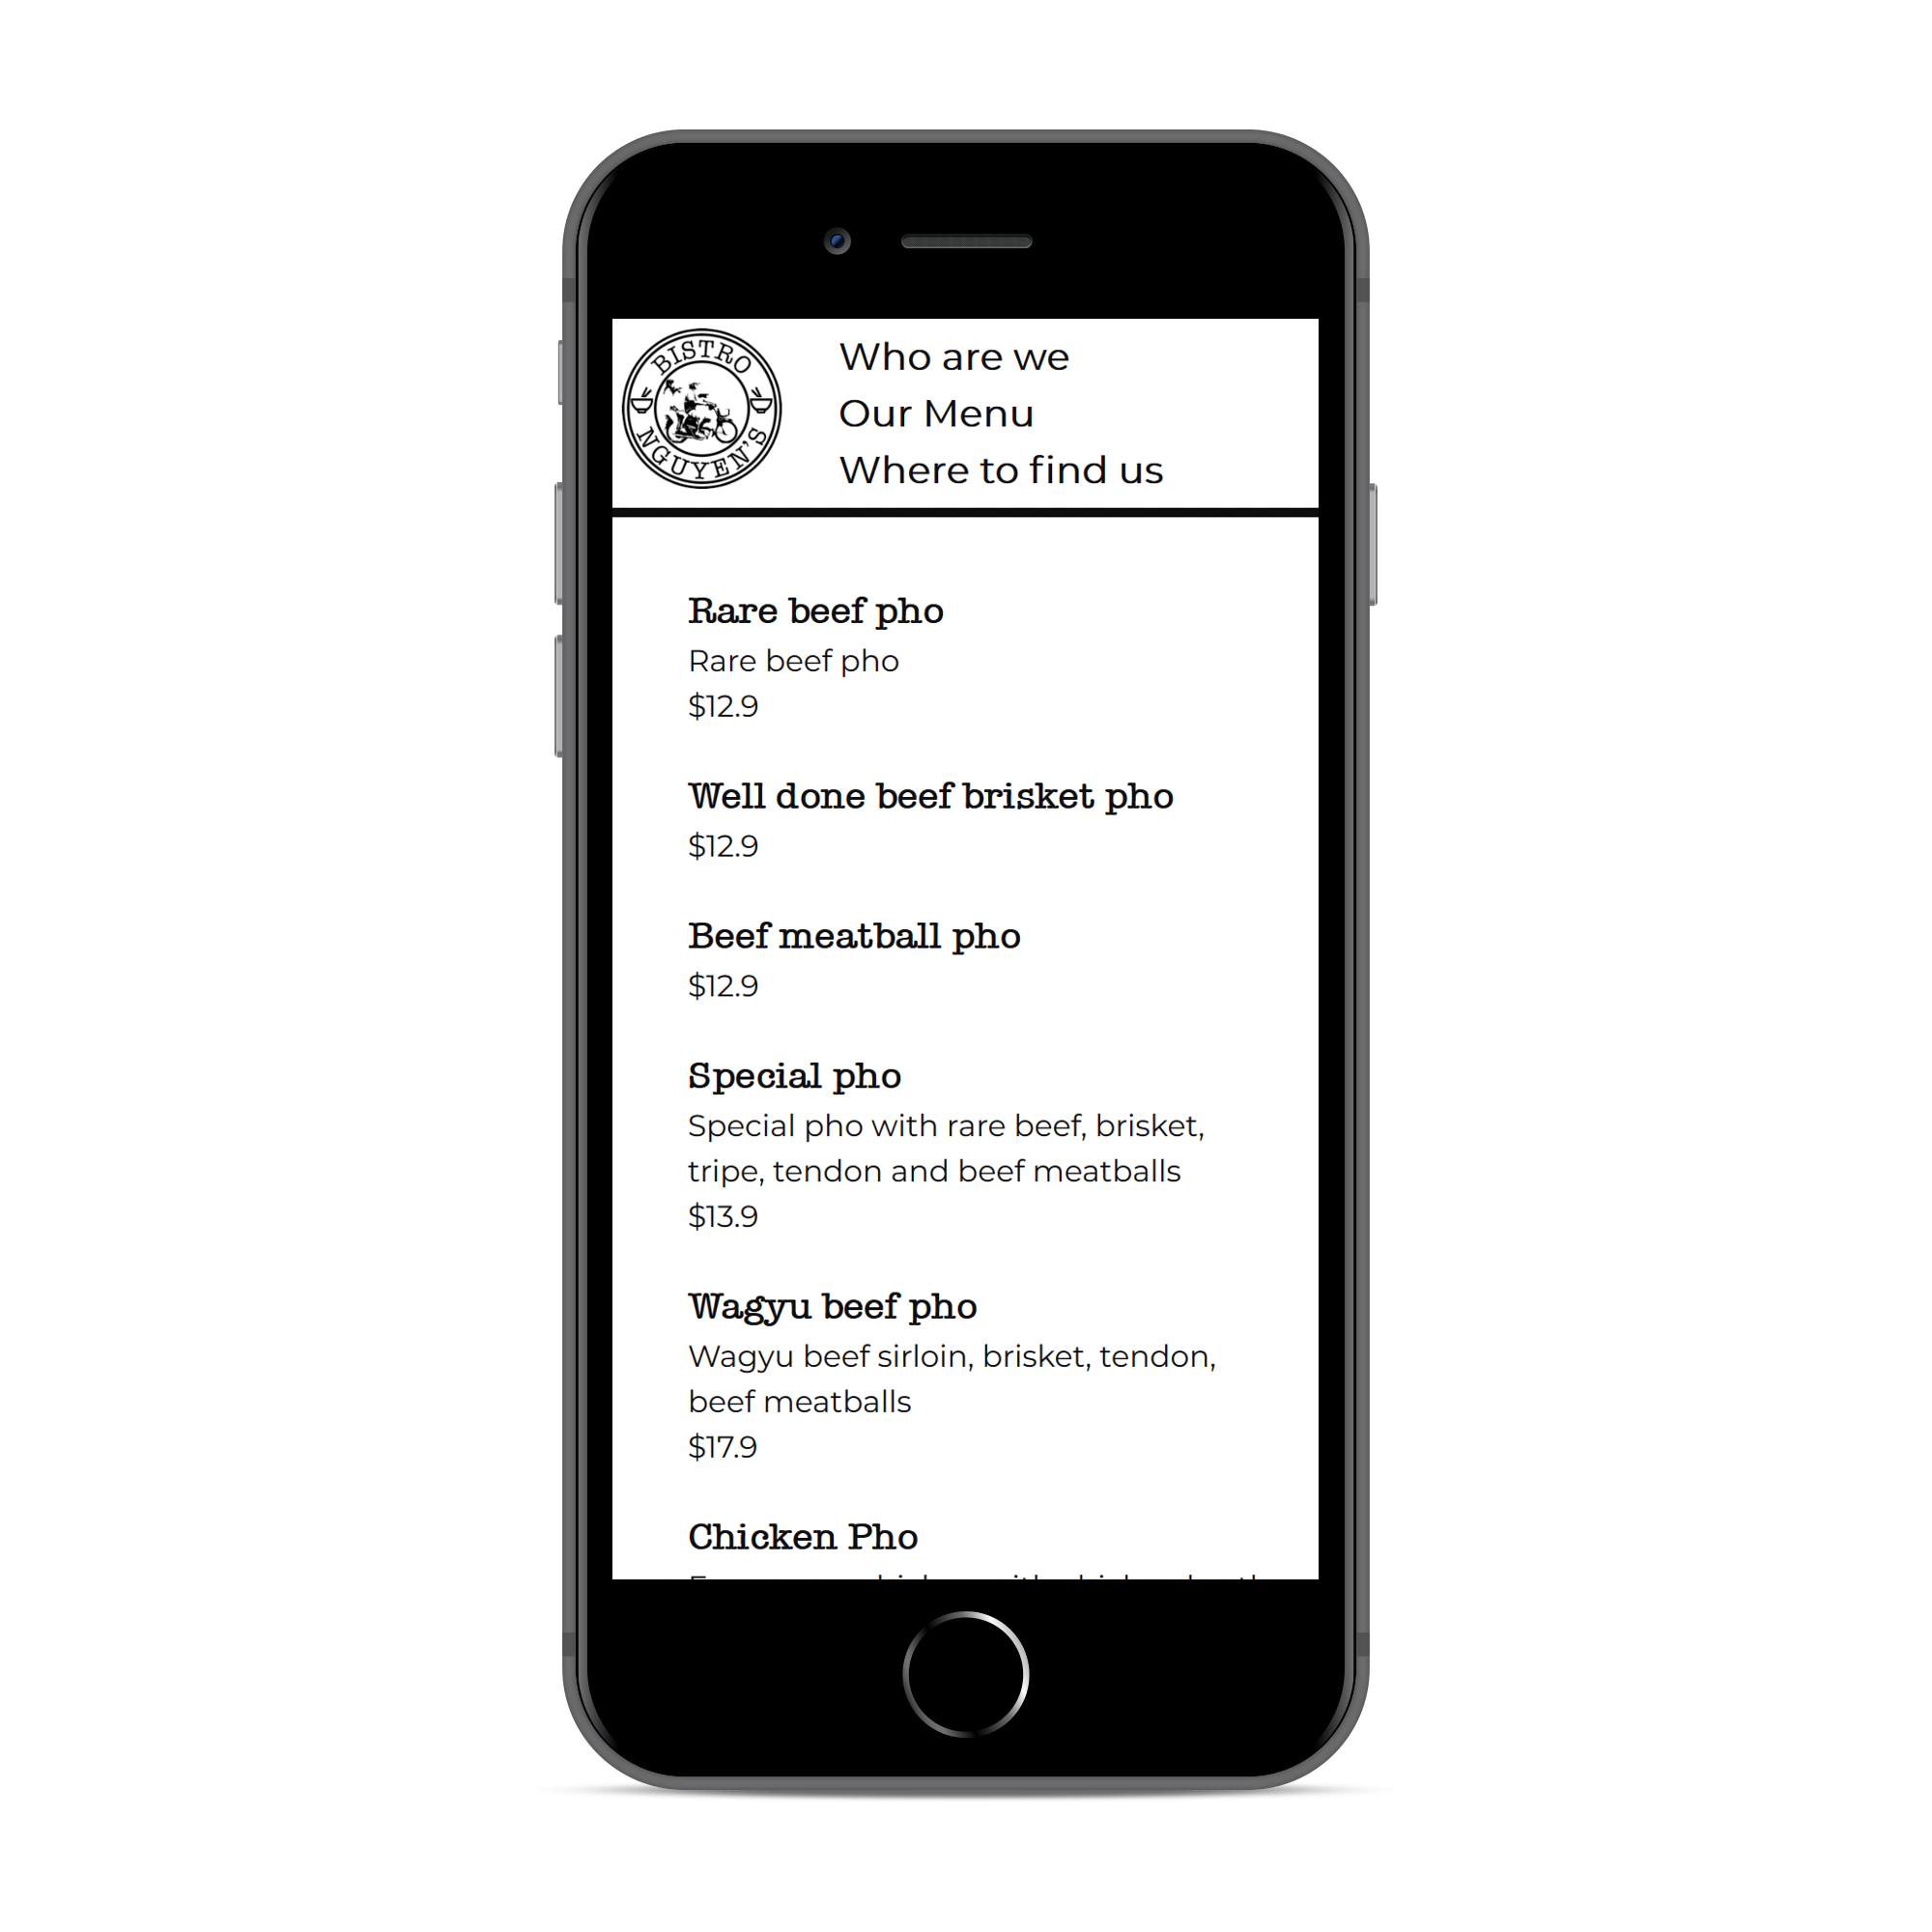 BISTRO
NGUYEN'S
Who are we
Our Menu
Where to find us
Rare beef pho
Rare beef pho
$12.9
Well done beef brisket pho
$12.9
Beef meatball pho
$12.9
Special pho
Special pho with rare beef, brisket,
tripe, tendon and beef meatballs
$13.9
Wagyu beef pho
Wagyu beef sirloin, brisket, tendon,
beef meatballs
$17.9
Chicken Pho